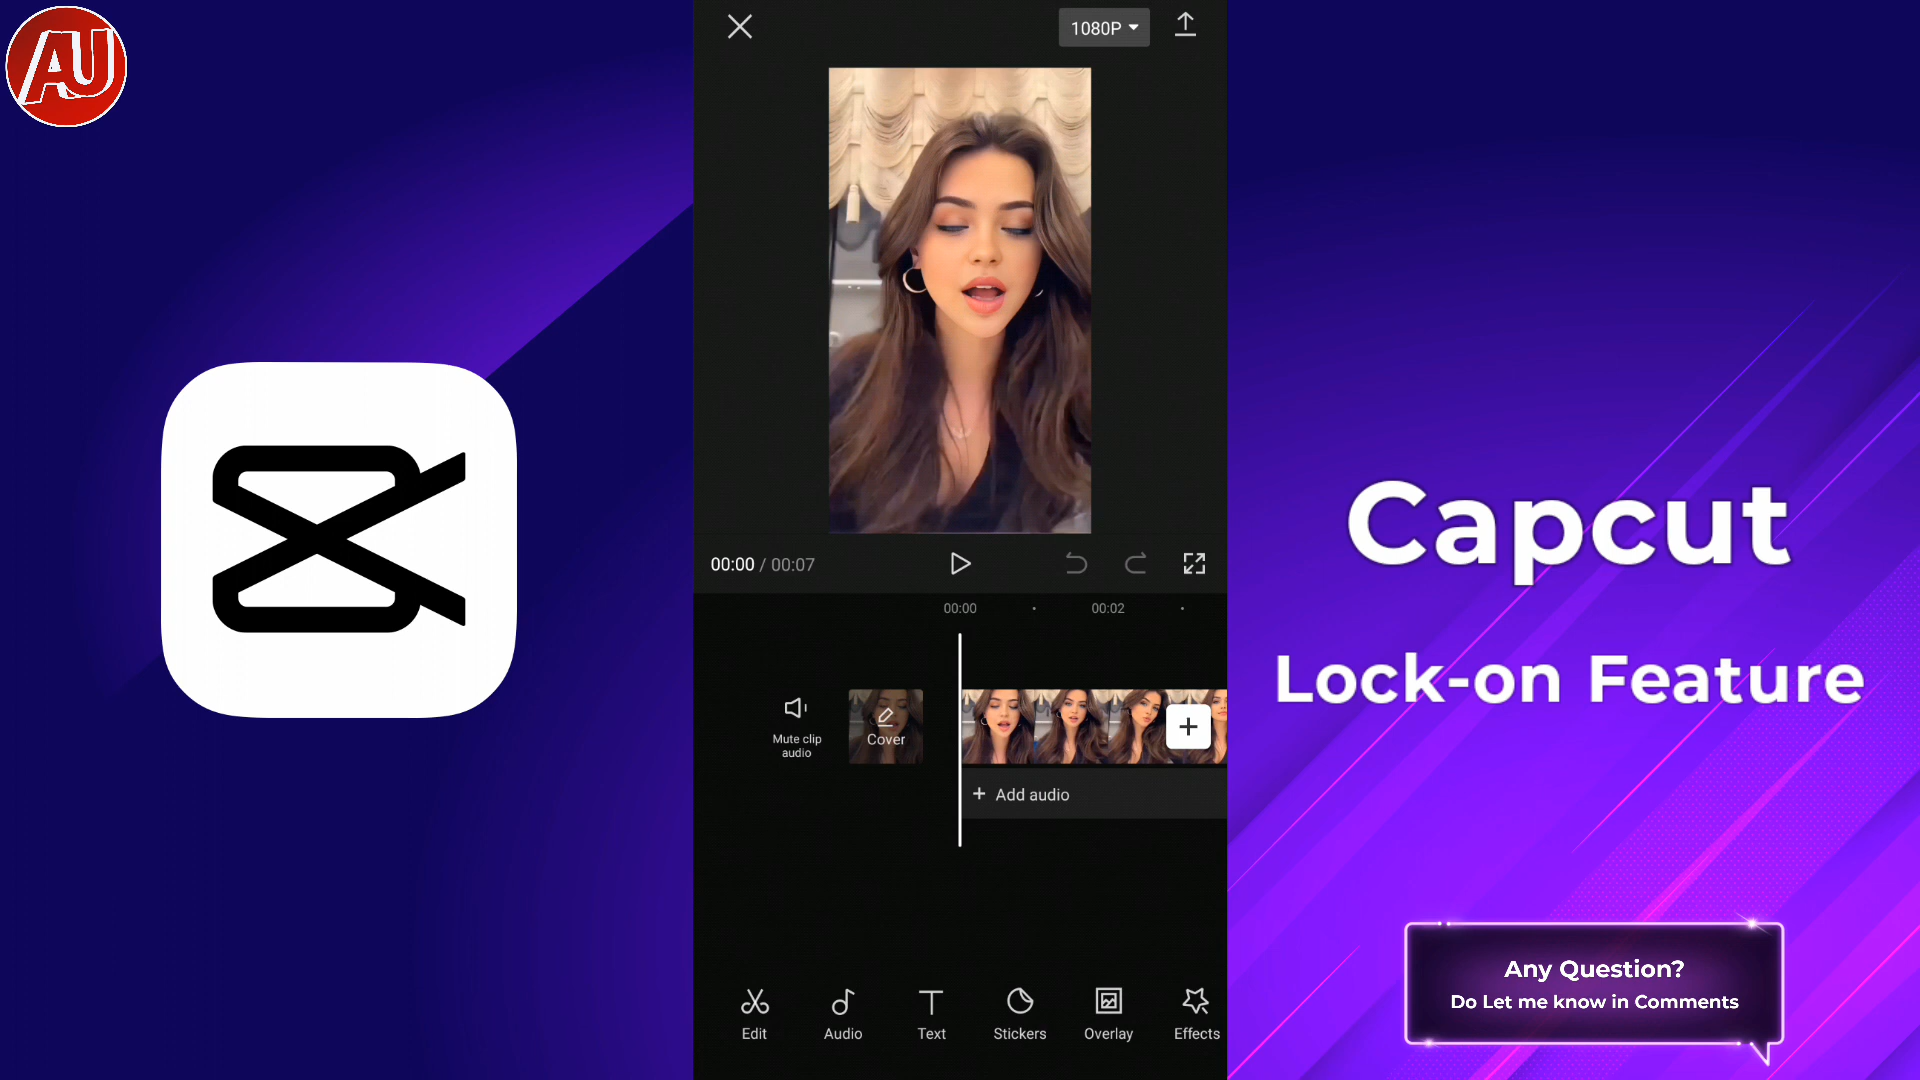 AU
1080P
00:00 / 00:07
00:00
00:02
Mute clip
audio
Cover
+
+ Add audio
Edit
Audio
Text
Stickers
Overlay
Effects
Capcut
Lock-on Feature
Any Question?
Do Let me know in Comments